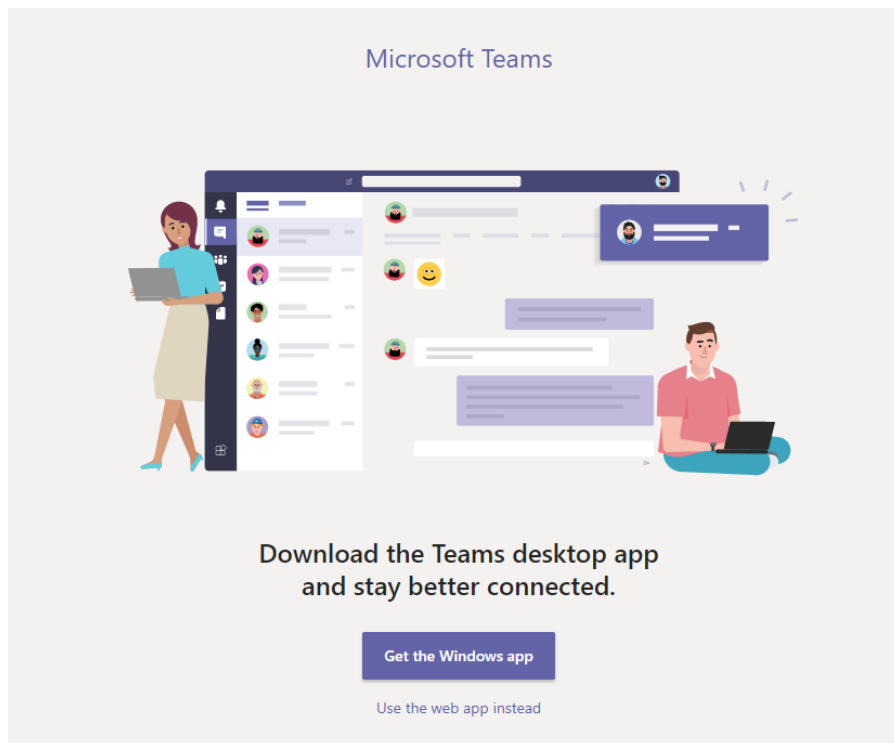 Microsoft Teams
Download the Teams desktop app
and stay better connected.
Get the Windows app
Use the web app instead